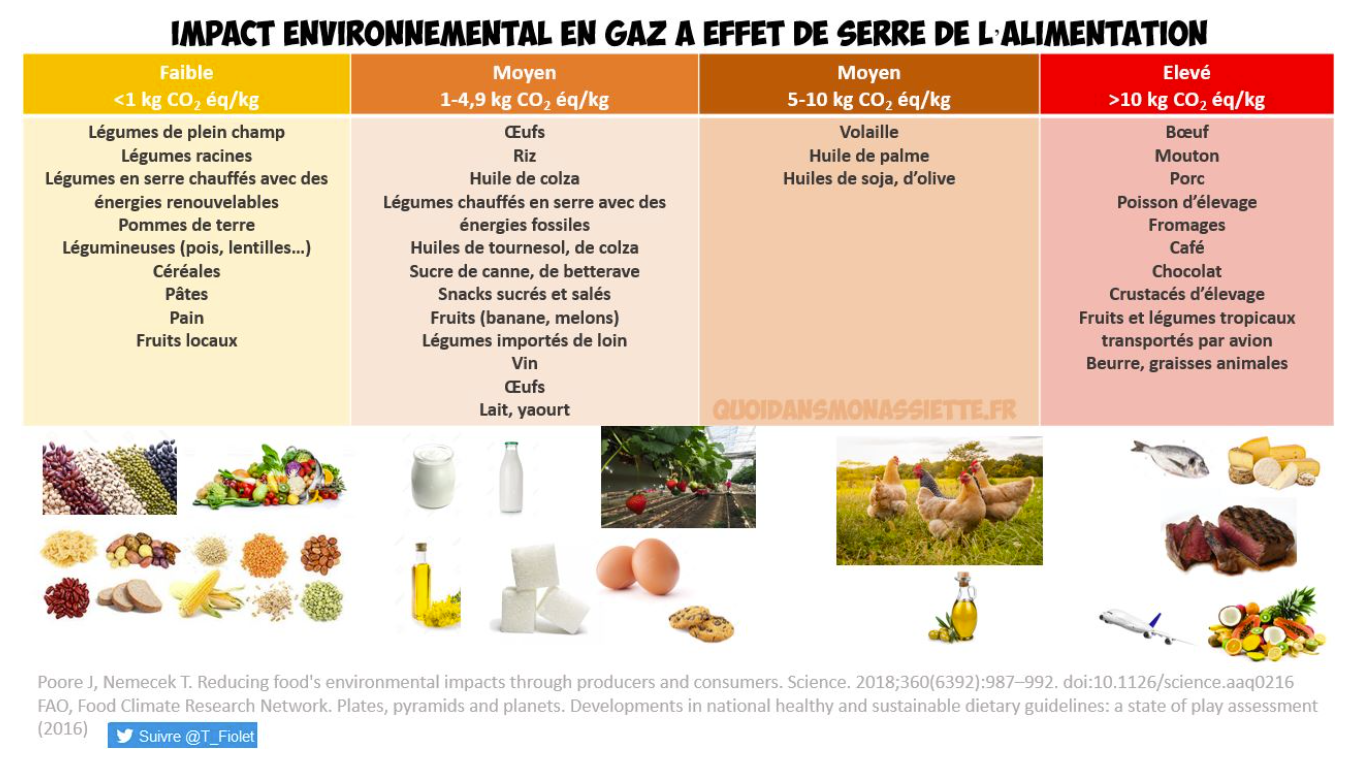 IMPACT ENVIRONNEMENTAL EN GAZ A EFFET DE SERRE DE L'ALIMENTATION
Faible
<1 kg CO₂ éq/kg
Légumes de plein champ
Légumes racines
Légumes en serre chauffés avec des
énergies renouvelables
Pommes de terre
Légumineuses (pois, lentilles…)
Céréales
Pâtes
Pain
Fruits locaux
Moyen
1-4,9 kg CO₂ éq/kg
Œufs
Riz
Huile de colza
Légumes chauffés en serre avec des
énergies fossiles
Huiles de tournesol, de colza
Sucre de canne, de betterave
Snacks sucrés et salés
Fruits (banane, melons)
Légumes importés de loin
Vin
Œufs
Lait, yaourt
Moyen
5-10 kg CO₂ éq/kg
Volaille
Huile de palme
Huiles de soja, d'olive
QUOIDANSMONASSIETTE.FR
Elevé
>10 kg CO₂ éq/kg
Bœuf
Mouton
Porc
Poisson d'élevage
Fromages
Café
Chocolat
Crustacés d'élevage
Fruits et légumes tropicaux
transportés par avion
Beurre, graisses animales
Poore J, Nemecek T. Reducing food's environmental impacts through producers and consumers. Science. 2018;360(6392):987–992. doi:10.1126/science.aaq0216
FAO, Food Climate Research Network. Plates, pyramids and planets. Developments in national healthy and sustainable dietary guidelines: a state of play assessment
(2016)
Suivre @T_Fiolet